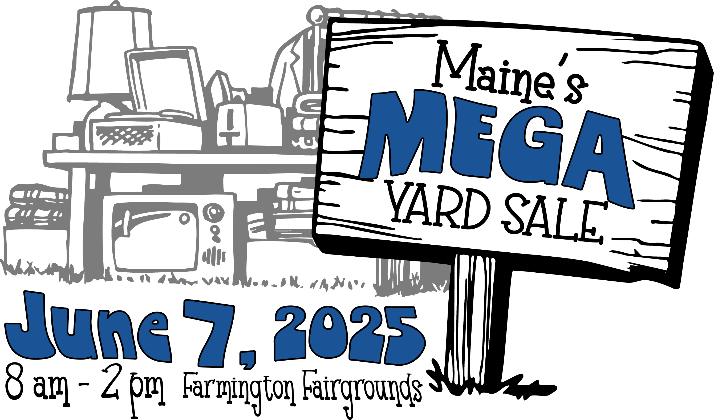 Maine's
MEGA
YARD SALE
June 7, 2025
8 am - 2 pm Farmington Fairgrounds